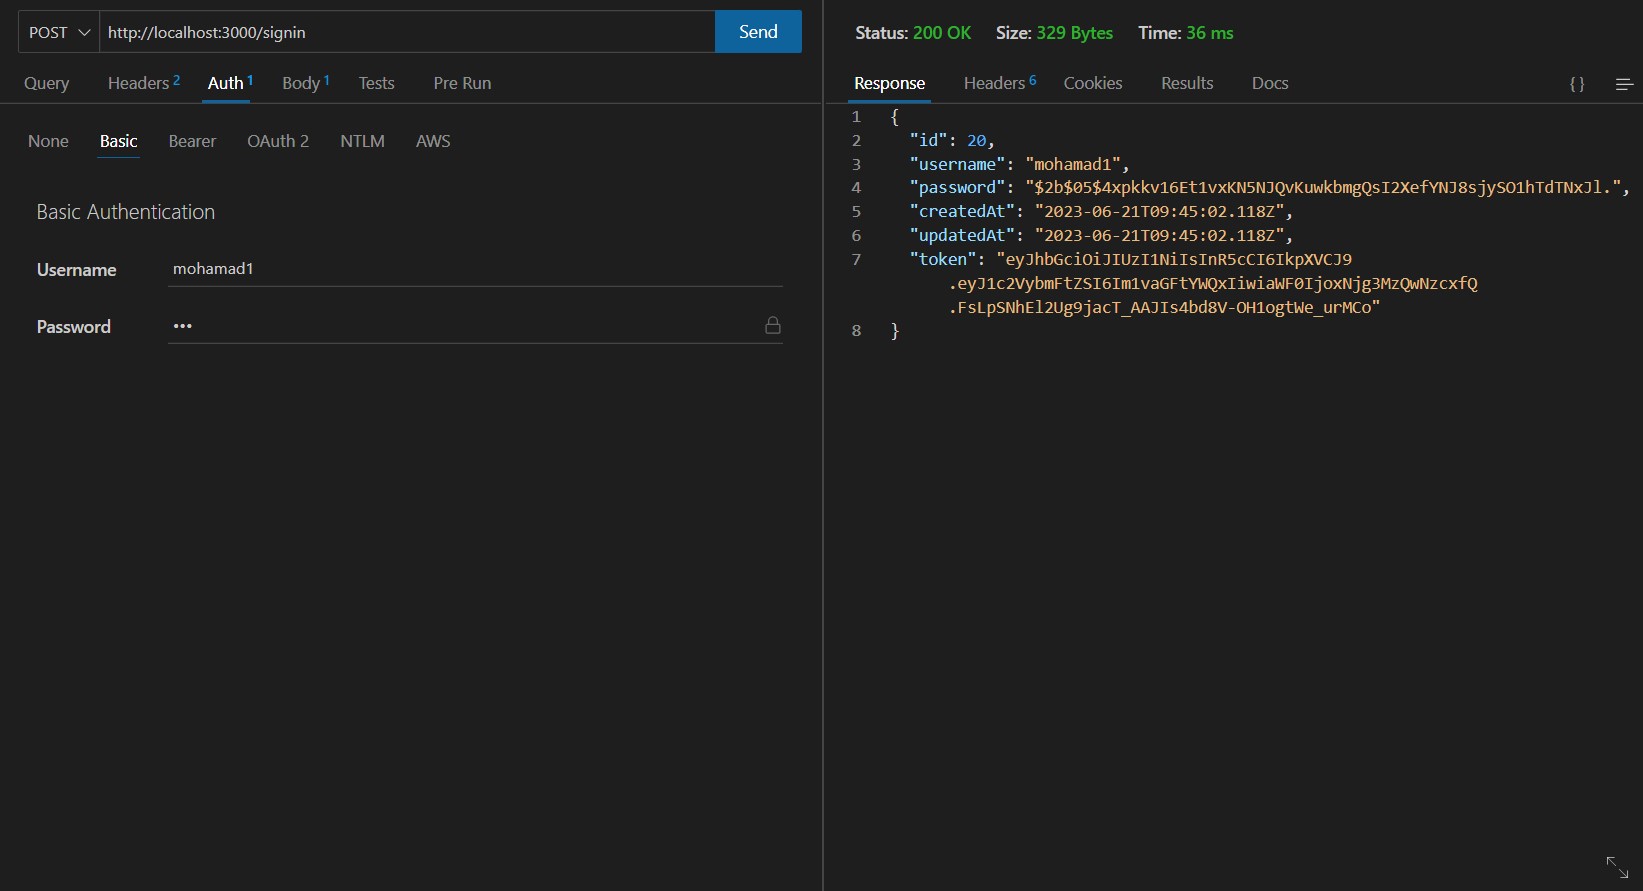 POST http://localhost:3000/signin Send
Query Headers 2 Auth 1 Body 1 Tests Pre Run
None Basic Bearer OAuth 2 NTLM AWS
Basic Authentication
Username mohamad1
Password •••
Status: 200 OK Size: 329 Bytes Time: 36 ms
Response Headers 6 Cookies Results Docs { }
1 {
2 "id": 20,
3 "username": "mohamad1",
4 "password": "$2b$05$4xpkkv16Et1vxKN5NJQvKuwkbmgQsI2XefYNJ8sjySO1hTdTNxJl.",
5 "createdAt": "2023-06-21T09:45:02.118Z",
6 "updatedAt": "2023-06-21T09:45:02.118Z",
7 "token": "eyJhbGciOiJIUzI1NiIsInR5cCI6IkpXVCJ9
.eyJ1c2VybmFtZSI6Im1vaGFtYWQxIiwiaWF0IjoxNjg3MzQwNzcxfQ
.FsLpSNhEl2Ug9jacT_AAJIs4bd8V-OH1ogtWe_urMCo"
8 }